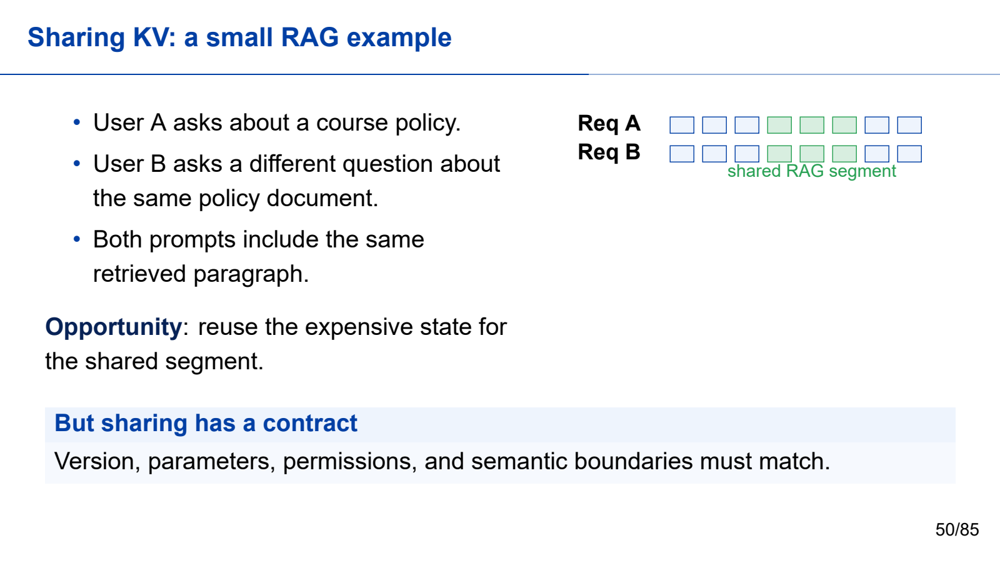 Sharing KV: a small RAG example
• User A asks about a course policy.
• User B asks a different question about
the same policy document.
• Both prompts include the same
retrieved paragraph.
Opportunity: reuse the expensive state for
the shared segment.
Req A
Req B
shared RAG segment
But sharing has a contract
Version, parameters, permissions, and semantic boundaries must match.
50/85